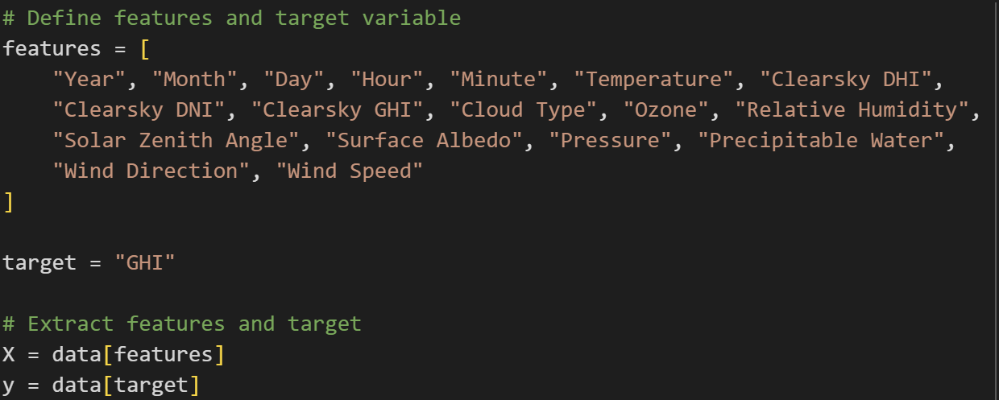 # Define features and target variable
features = [
    "Year", "Month", "Day", "Hour", "Minute", "Temperature", "Clearsky DHI",
    "Clearsky DNI", "Clearsky GHI", "Cloud Type", "Ozone", "Relative Humidity",
    "Solar Zenith Angle", "Surface Albedo", "Pressure", "Precipitable Water",
    "Wind Direction", "Wind Speed"
]
target = "GHI"
# Extract features and target
X = data[features]
y = data[target]